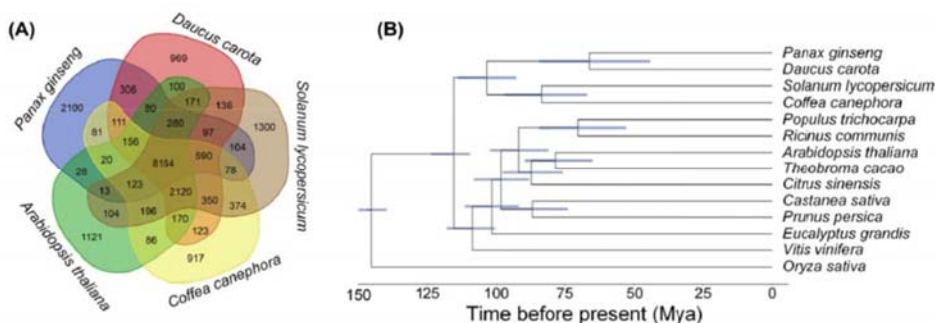 (A)
Daucus carota
Panax ginseng
Solanum lycopersicum
Arabidopsis thaliana
Coffea canephora
969
306
100
171
136
2100
80
111
280
97
1300
81
156
78
20
28
13
123
2120
350
374
104
196
170
1121
86
123
917
(B)
Panax ginseng
Daucus carota
Solanum lycopersicum
Coffea canephora
Populus trichocarpa
Ricinus communis
Arabidopsis thaliana
Theobroma cacao
Citrus sinensis
Castanea sativa
Prunus persica
Eucalyptus grandis
Vitis vinifera
Oryza sativa
150 125 100 75 50 25 0
Time before present (Mya)